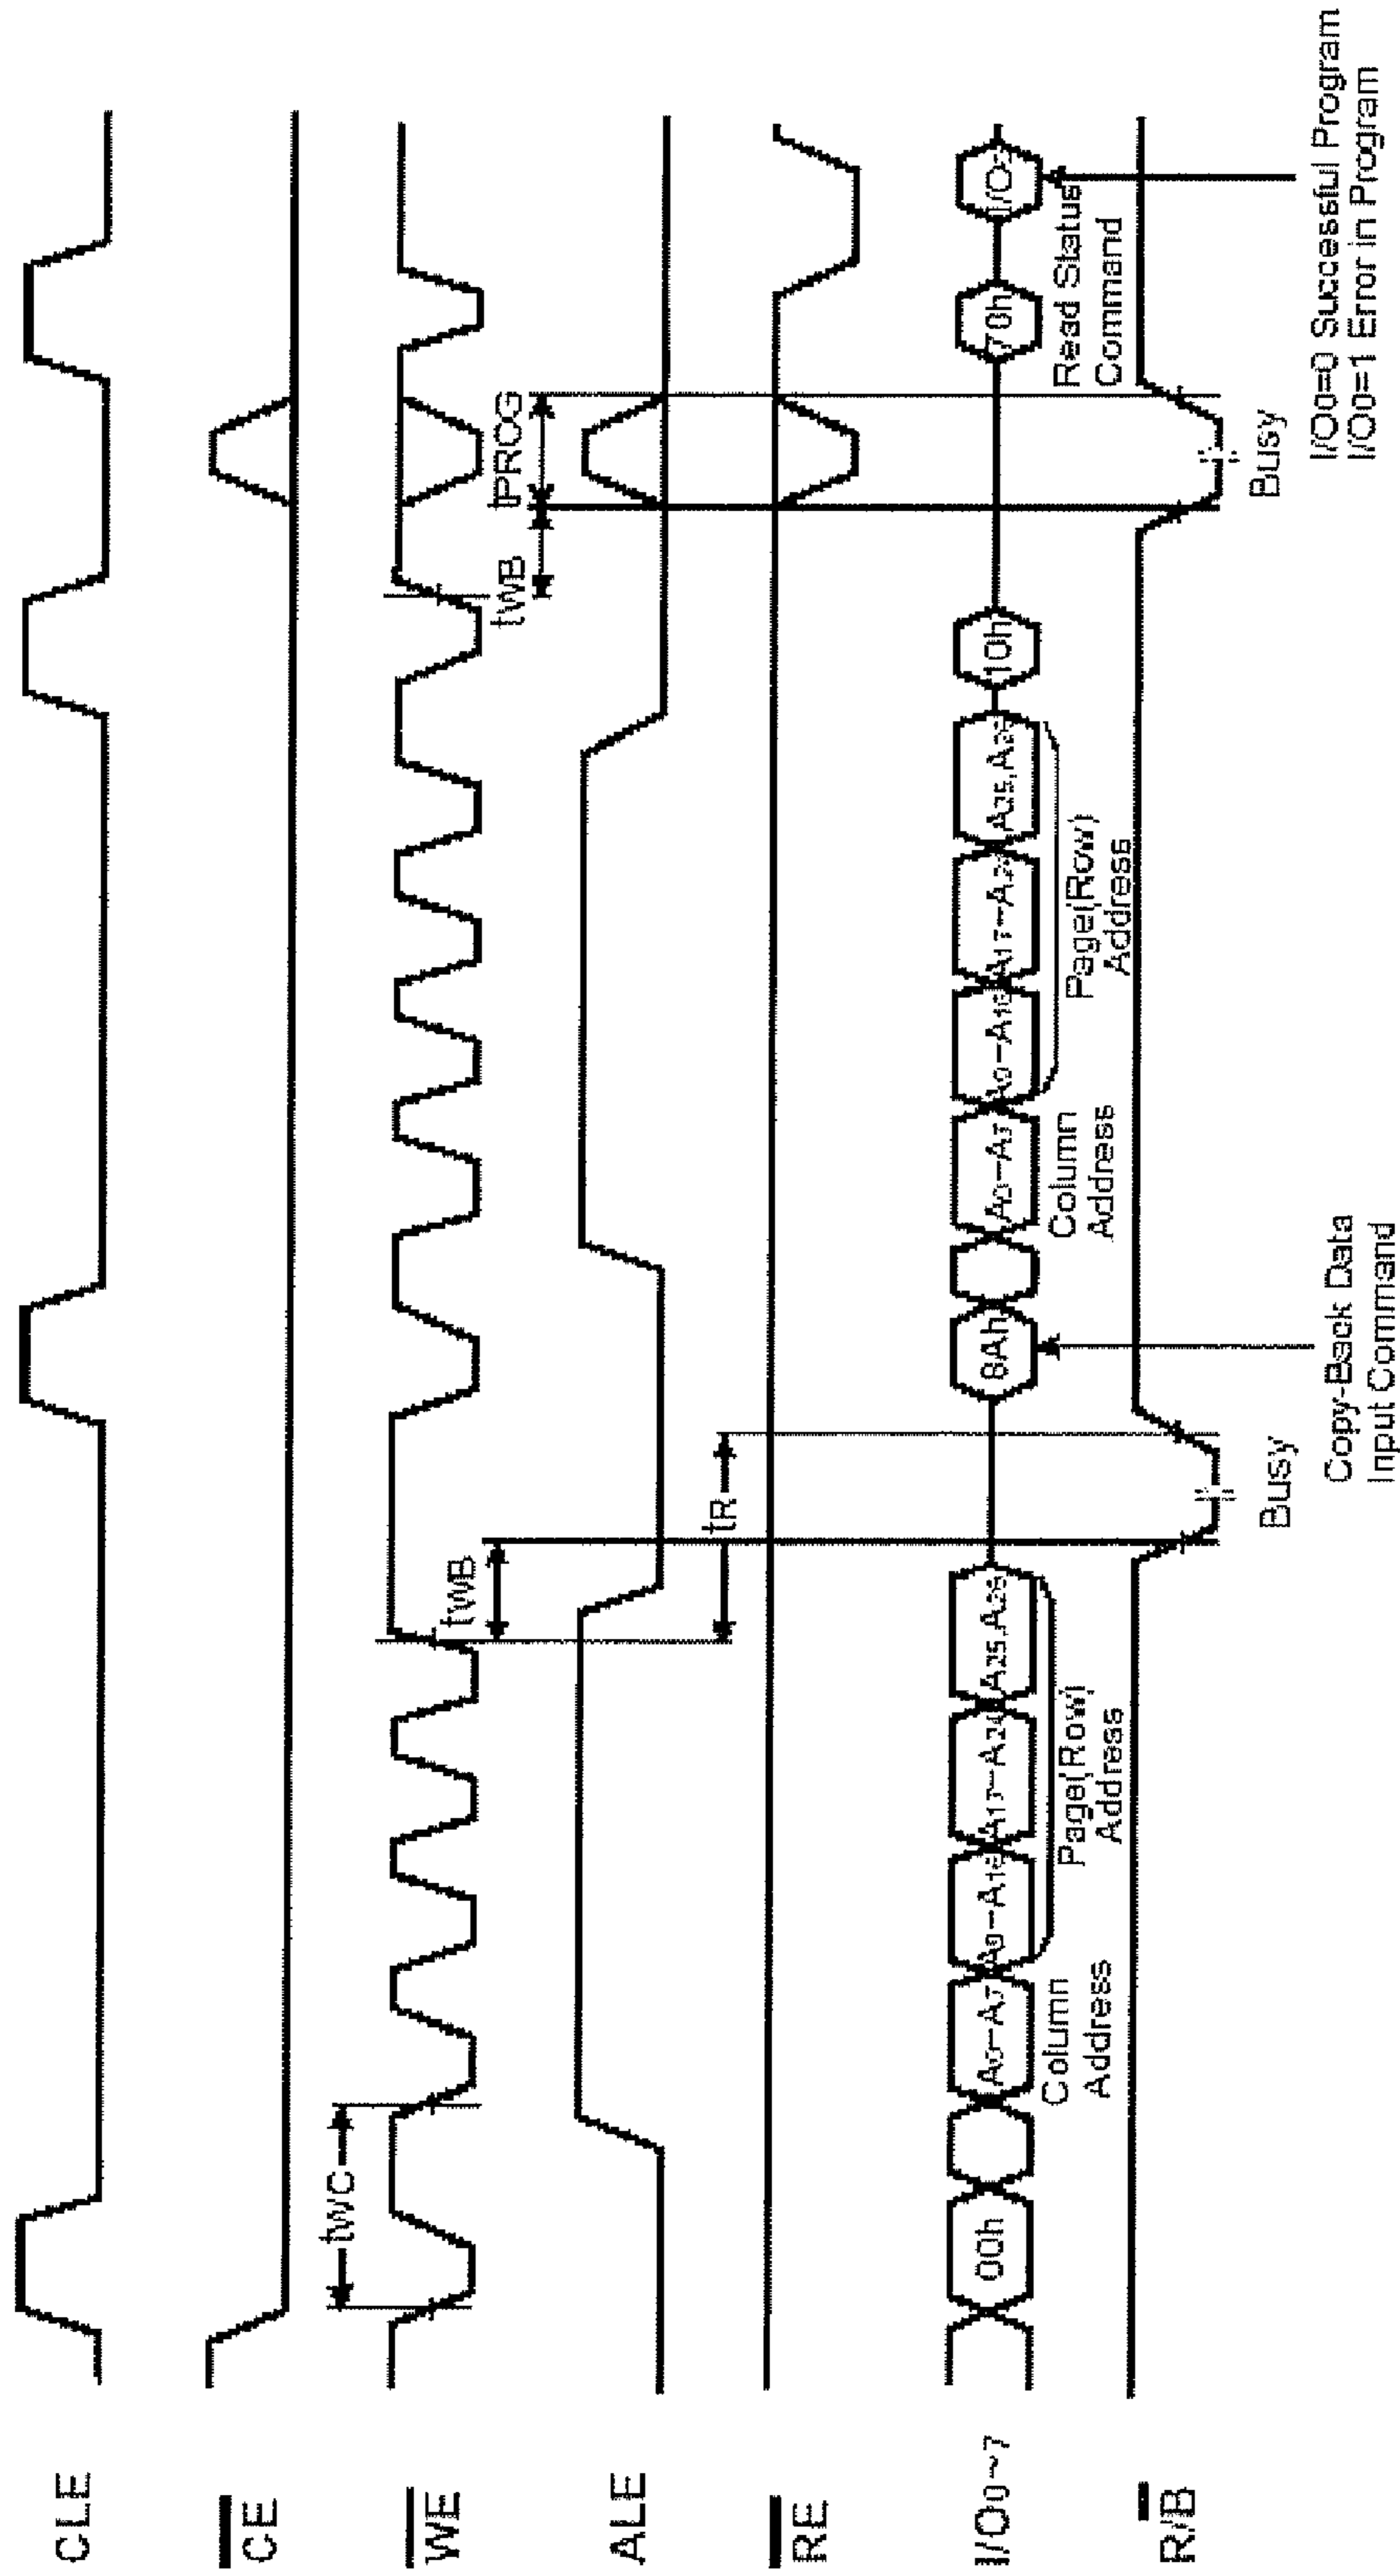 CLE
CE
WE
ALE
RE
I/O0~7
R/B
tWC
tWB
tR
tWB
tPROG
00h
A0-A7
A9-A16
A17-A24
A25,A26
8Ah
A0-A7
A9-A16
A17-A24
A25,A26
10h
70h
I/O0
Column
Address
Page(Row)
Address
Column
Address
Page(Row)
Address
Read Status
Command
Busy
Busy
Copy-Back Data
Input Command
I/O0=0 Successful Program
I/O0=1 Error in Program